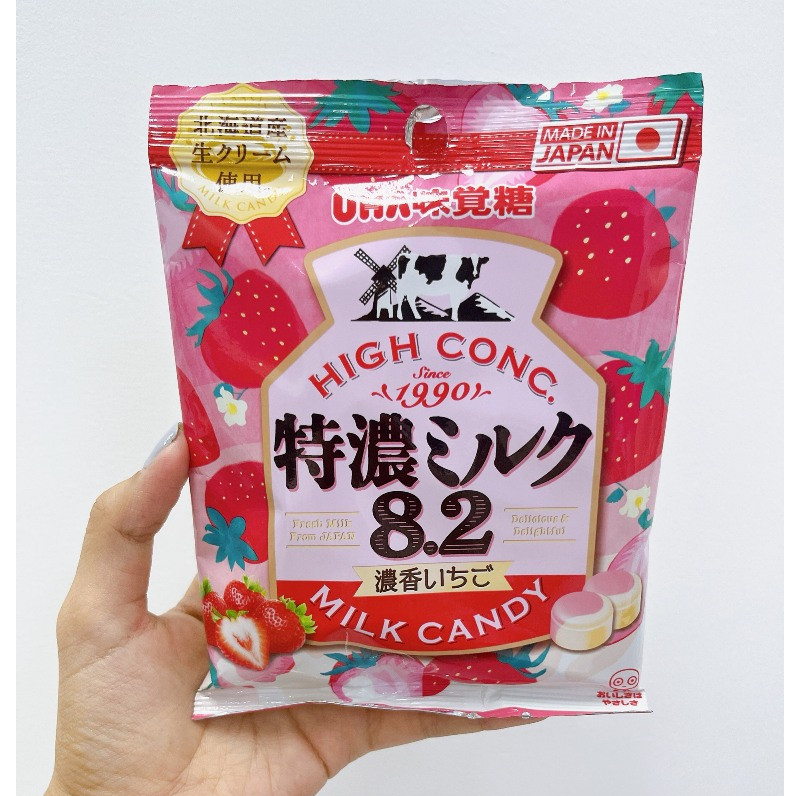 北海道産
生クリーム
使用
MILK CANDY
MADE IN
JAPAN
UHA味覚糖
HIGH CONC.
Since
1990
特濃ミルク
8.2
Fresh Milk
From JAPAN
Delicious &
Delightful
濃香いちご
MILK CANDY
おいしさは
やさしさ